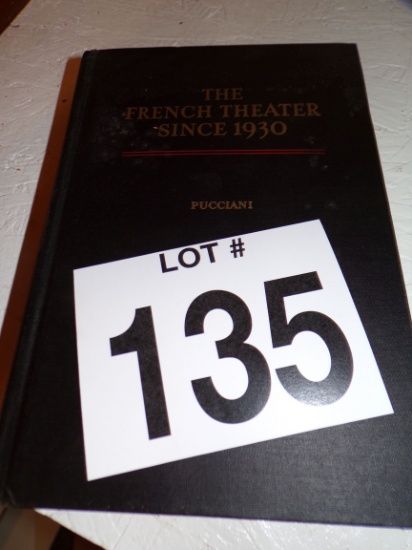 THE
FRENCH THEATER
SINCE 1930
PUCCIANI
LOT #
135